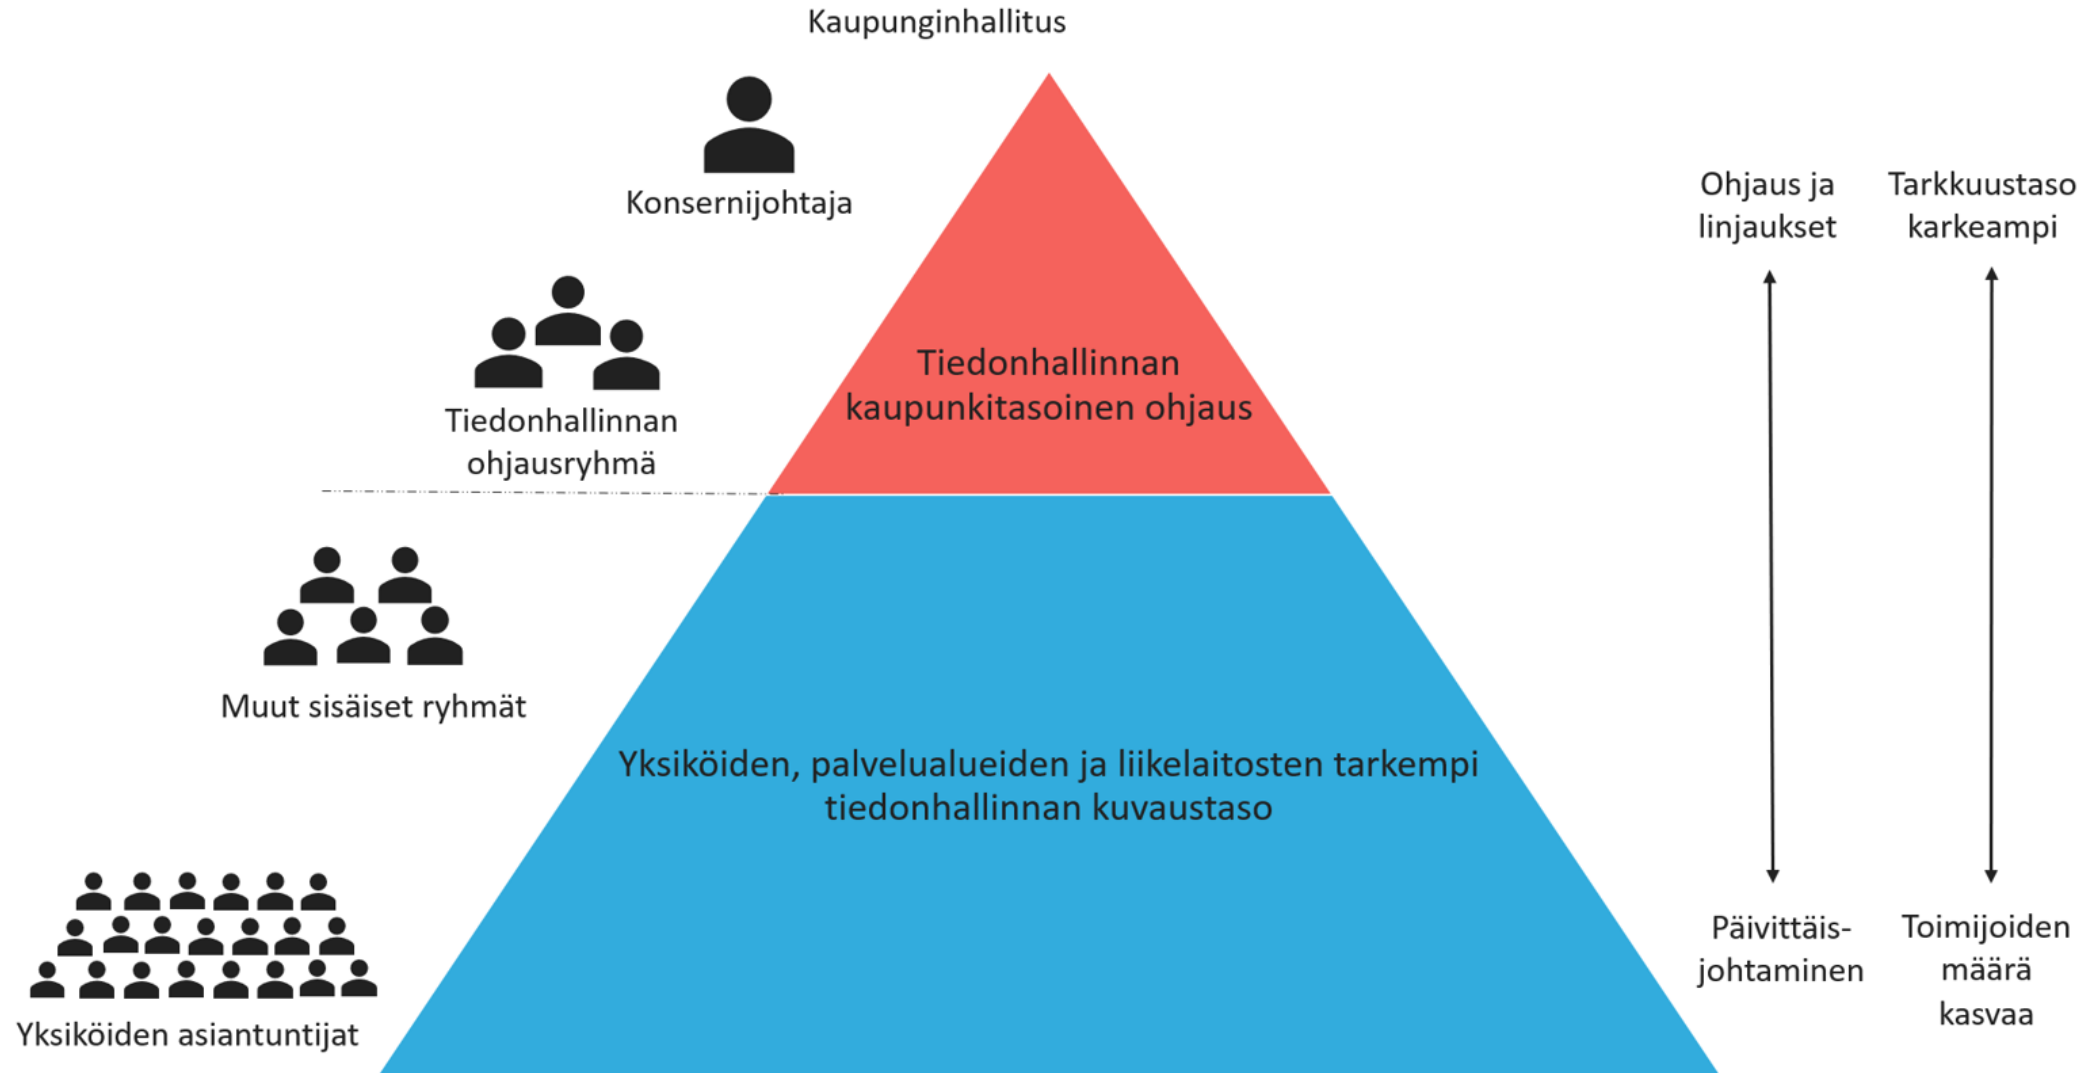 Kaupunginhallitus
Konsernijohtaja
Tiedonhallinnan
ohjausryhmä
Muut sisäiset ryhmät
Yksiköiden asiantuntijat
Tiedonhallinnan
kaupunkitasoinen ohjaus
Yksiköiden, palvelualueiden ja liikelaitosten tarkempi
tiedonhallinnan kuvaustaso
Ohjaus ja
linjaukset
Päivittäis-
johtaminen
Tarkkuustaso
karkeampi
Toimijoiden
määrä
kasvaa